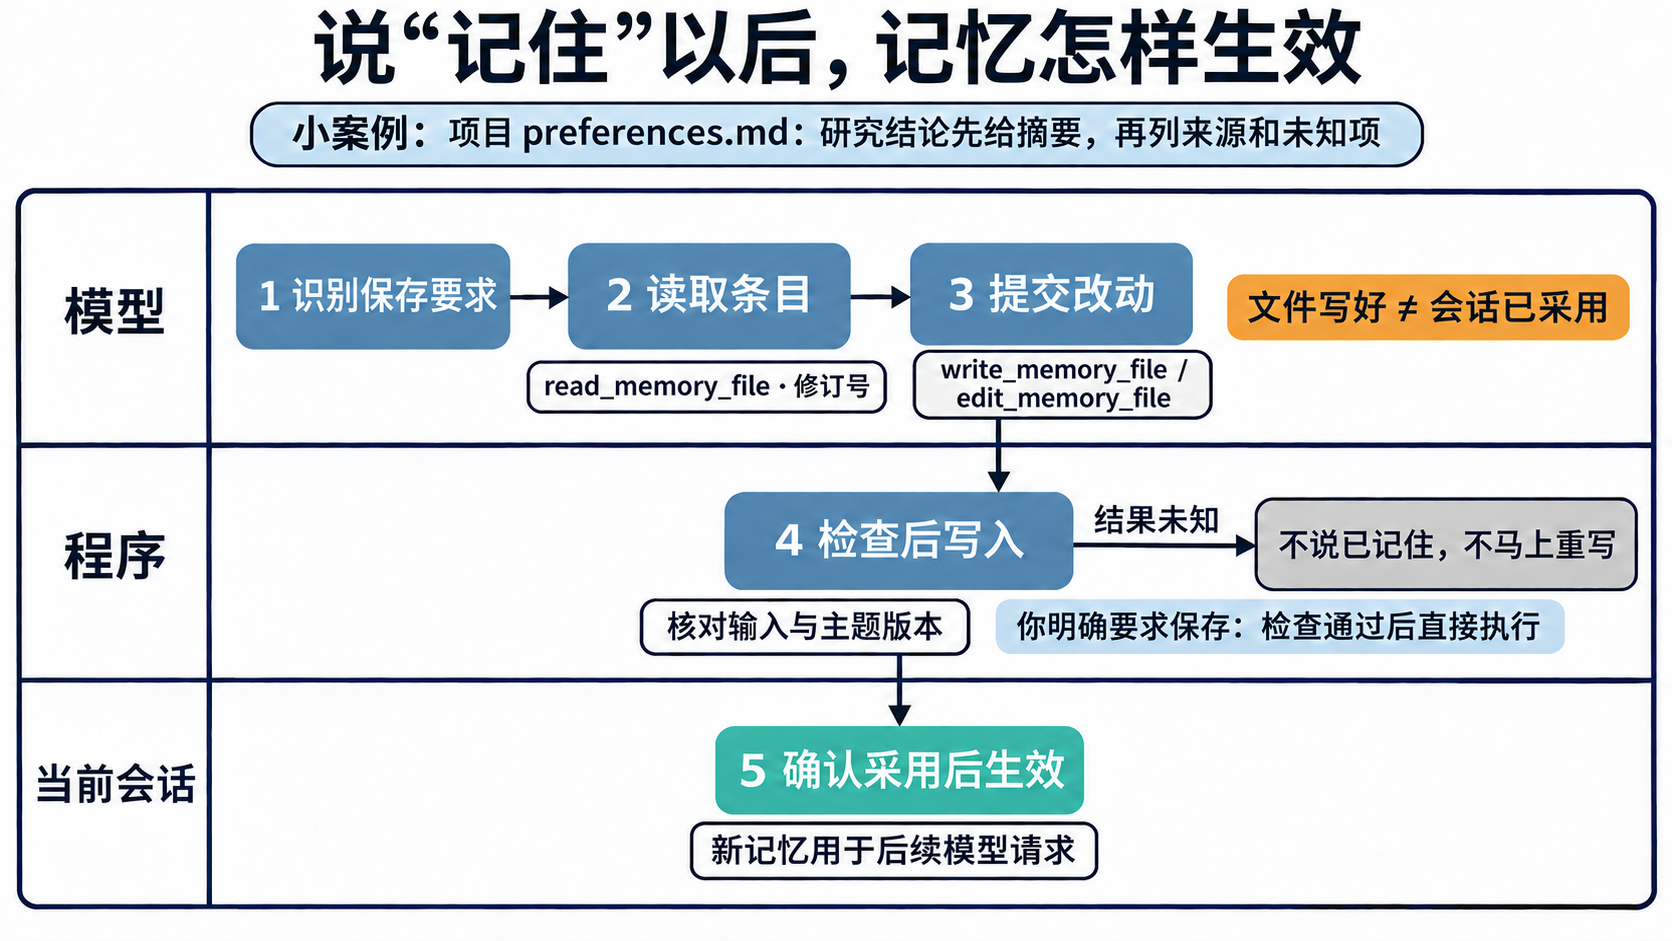 说“记住”以后，记忆怎样生效
小案例：项目 preferences.md：研究结论先给摘要，再列来源和未知项
模型
1 识别保存要求
2 读取条目
3 提交改动
文件写好 ≠ 会话已采用
read_memory_file · 修订号
write_memory_file /
edit_memory_file
程序
4 检查后写入
结果未知
不说已记住，不马上重写
核对输入与主题版本
你明确要求保存：检查通过后直接执行
当前会话
5 确认采用后生效
新记忆用于后续模型请求